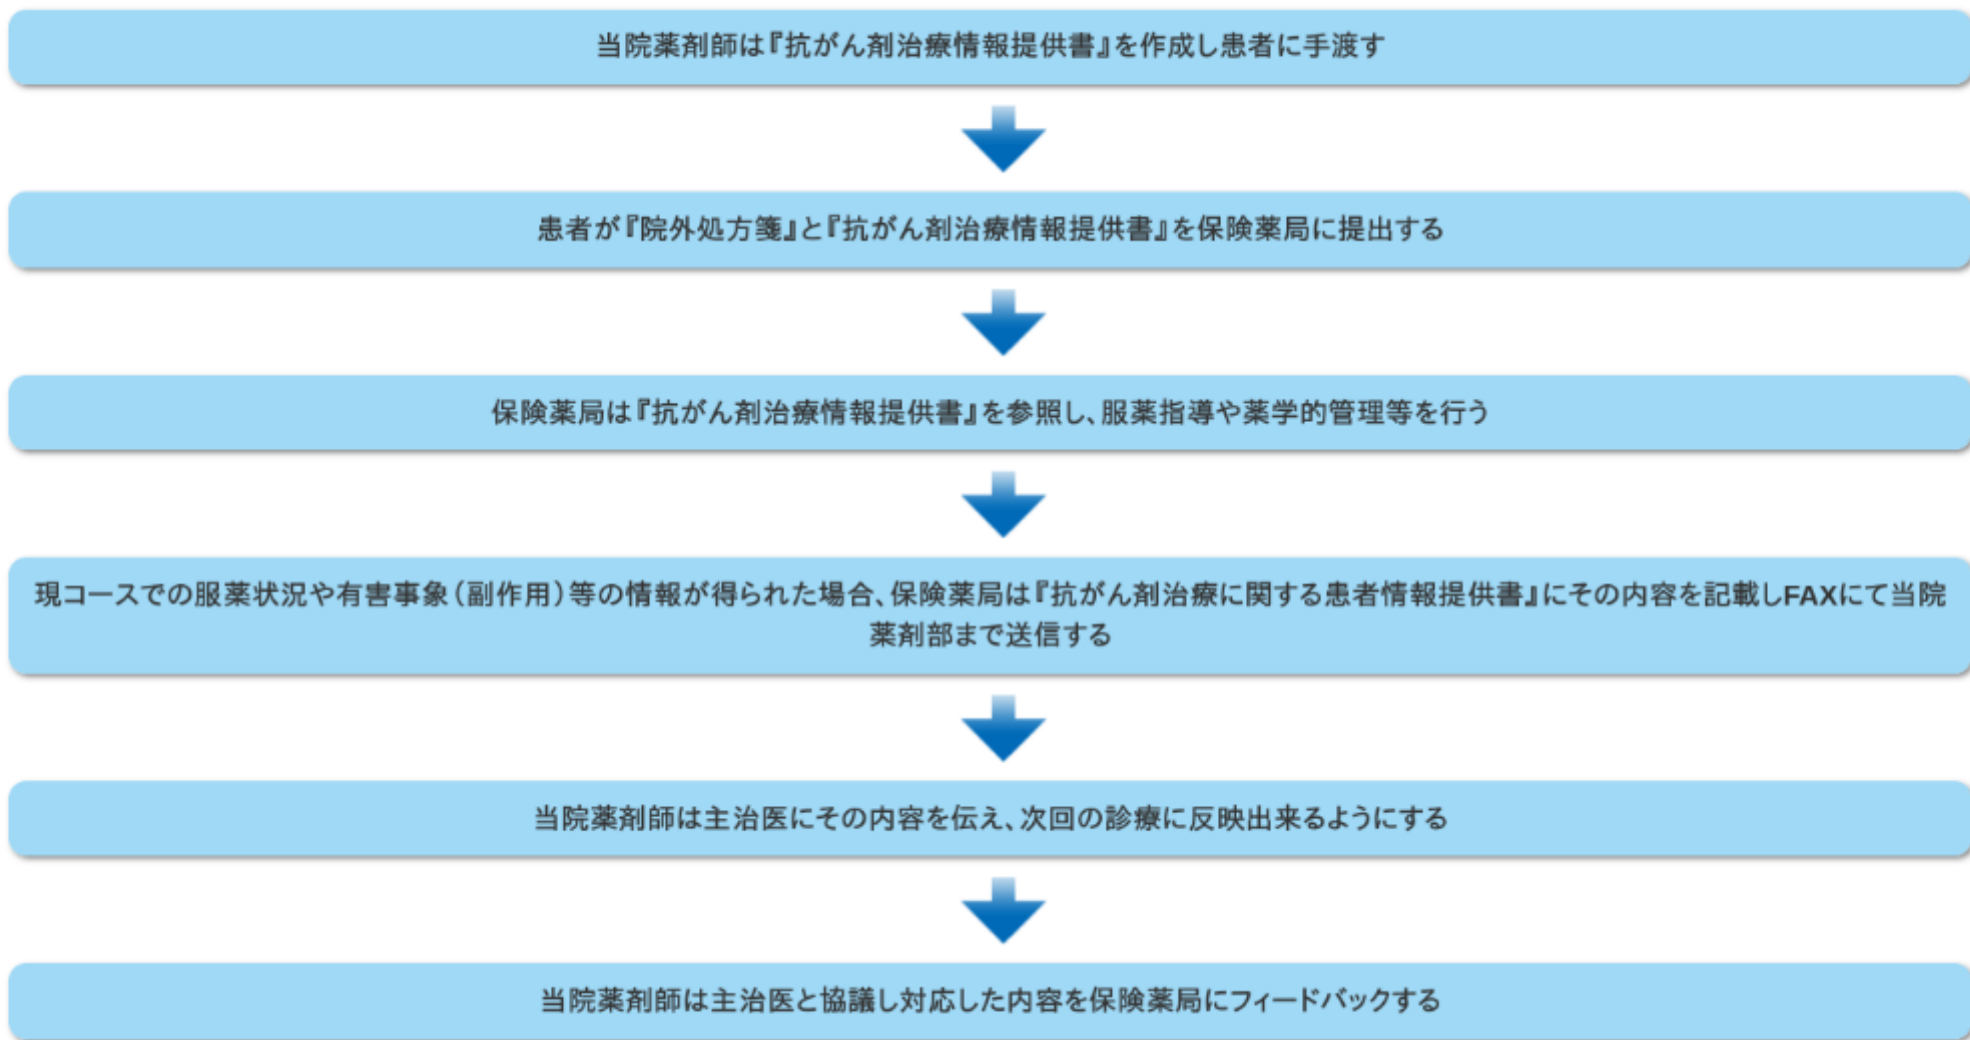 当院薬剤師は『抗がん剤治療情報提供書』を作成し患者に手渡す
患者が『院外処方箋』と『抗がん剤治療情報提供書』を保険薬局に提出する
保険薬局は『抗がん剤治療情報提供書』を参照し、服薬指導や薬学的管理等を行う
現コースでの服薬状況や有害事象（副作用）等の情報が得られた場合、保険薬局は『抗がん剤治療に関する患者情報提供書』にその内容を記載しFAXにて当院
薬剤部まで送信する
当院薬剤師は主治医にその内容を伝え、次回の診療に反映出来るようにする
当院薬剤師は主治医と協議し対応した内容を保険薬局にフィードバックする